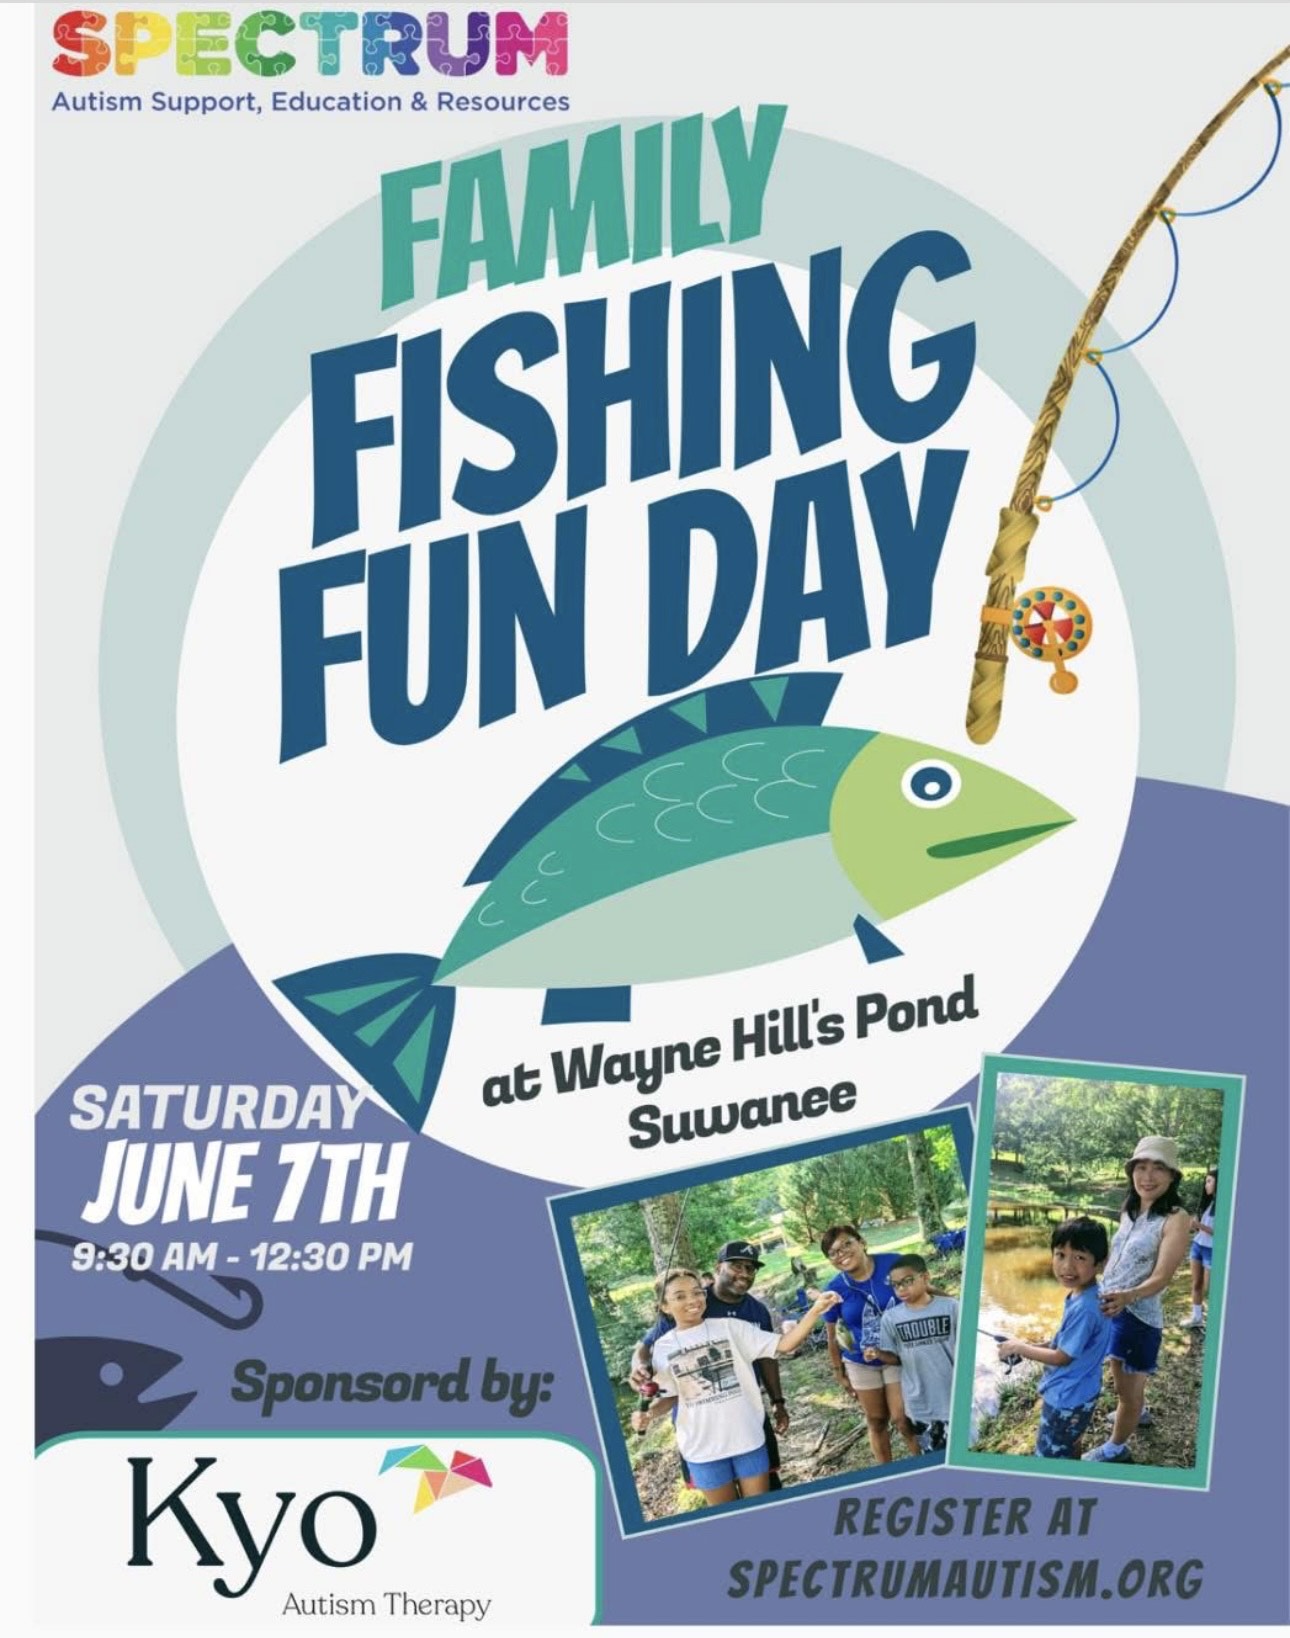 SPECTRUM
Autism Support, Education & Resources
FAMILY
FISHING
FUN DAY
at Wayne Hill's Pond
Suwanee
SATURDAY
JUNE 7TH
9:30 AM - 12:30 PM
TROUBLE
Sponsord by:
Kyo
Autism Therapy
REGISTER AT
SPECTRUMAUTISM.ORG